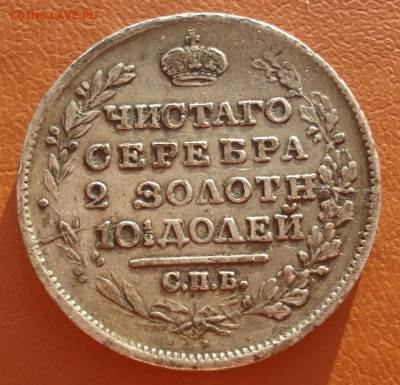 COINS.LAVE.RU
ЧИСТАГО
СЕРЕБРА
2 ЗОЛОТН
10½ ДОЛЕЙ
С.П.Б.